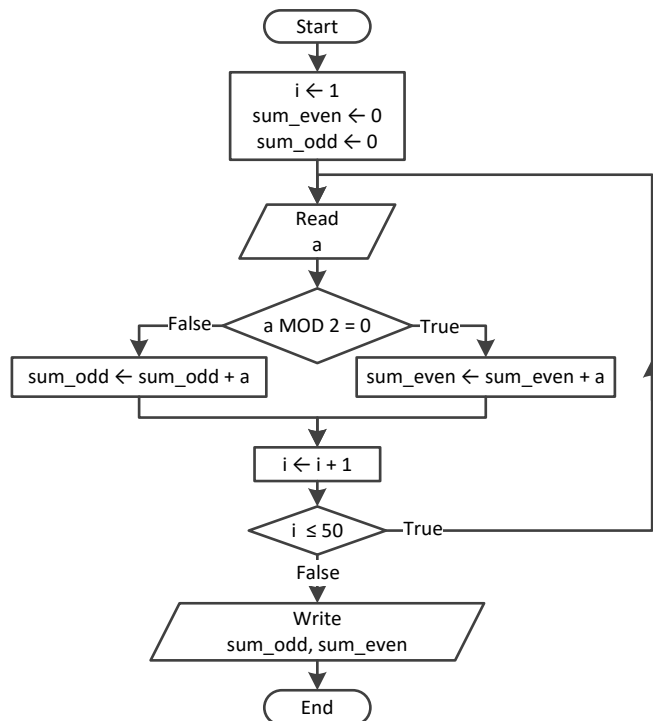 Start
i ← 1
sum_even ← 0
sum_odd ← 0
Read
a
False
a MOD 2 = 0
True
sum_odd ← sum_odd + a
sum_even ← sum_even + a
i ← i + 1
i ≤ 50
True
False
Write
sum_odd, sum_even
End